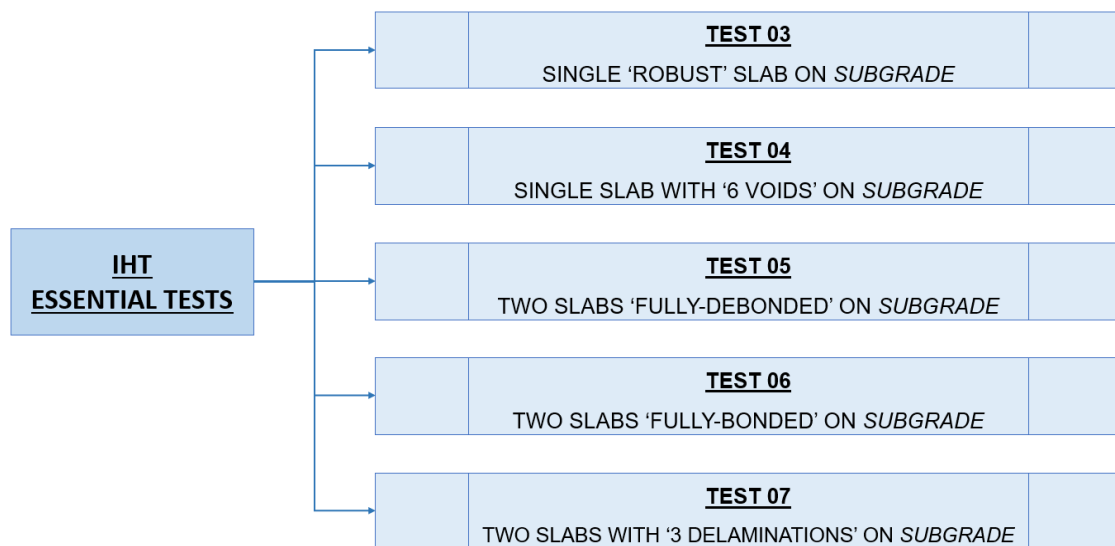 IHT
ESSENTIAL TESTS
TEST 03
SINGLE ‘ROBUST’ SLAB ON SUBGRADE
TEST 04
SINGLE SLAB WITH ‘6 VOIDS’ ON SUBGRADE
TEST 05
TWO SLABS ‘FULLY-DEBONDED’ ON SUBGRADE
TEST 06
TWO SLABS ‘FULLY-BONDED’ ON SUBGRADE
TEST 07
TWO SLABS WITH ‘3 DELAMINATIONS’ ON SUBGRADE